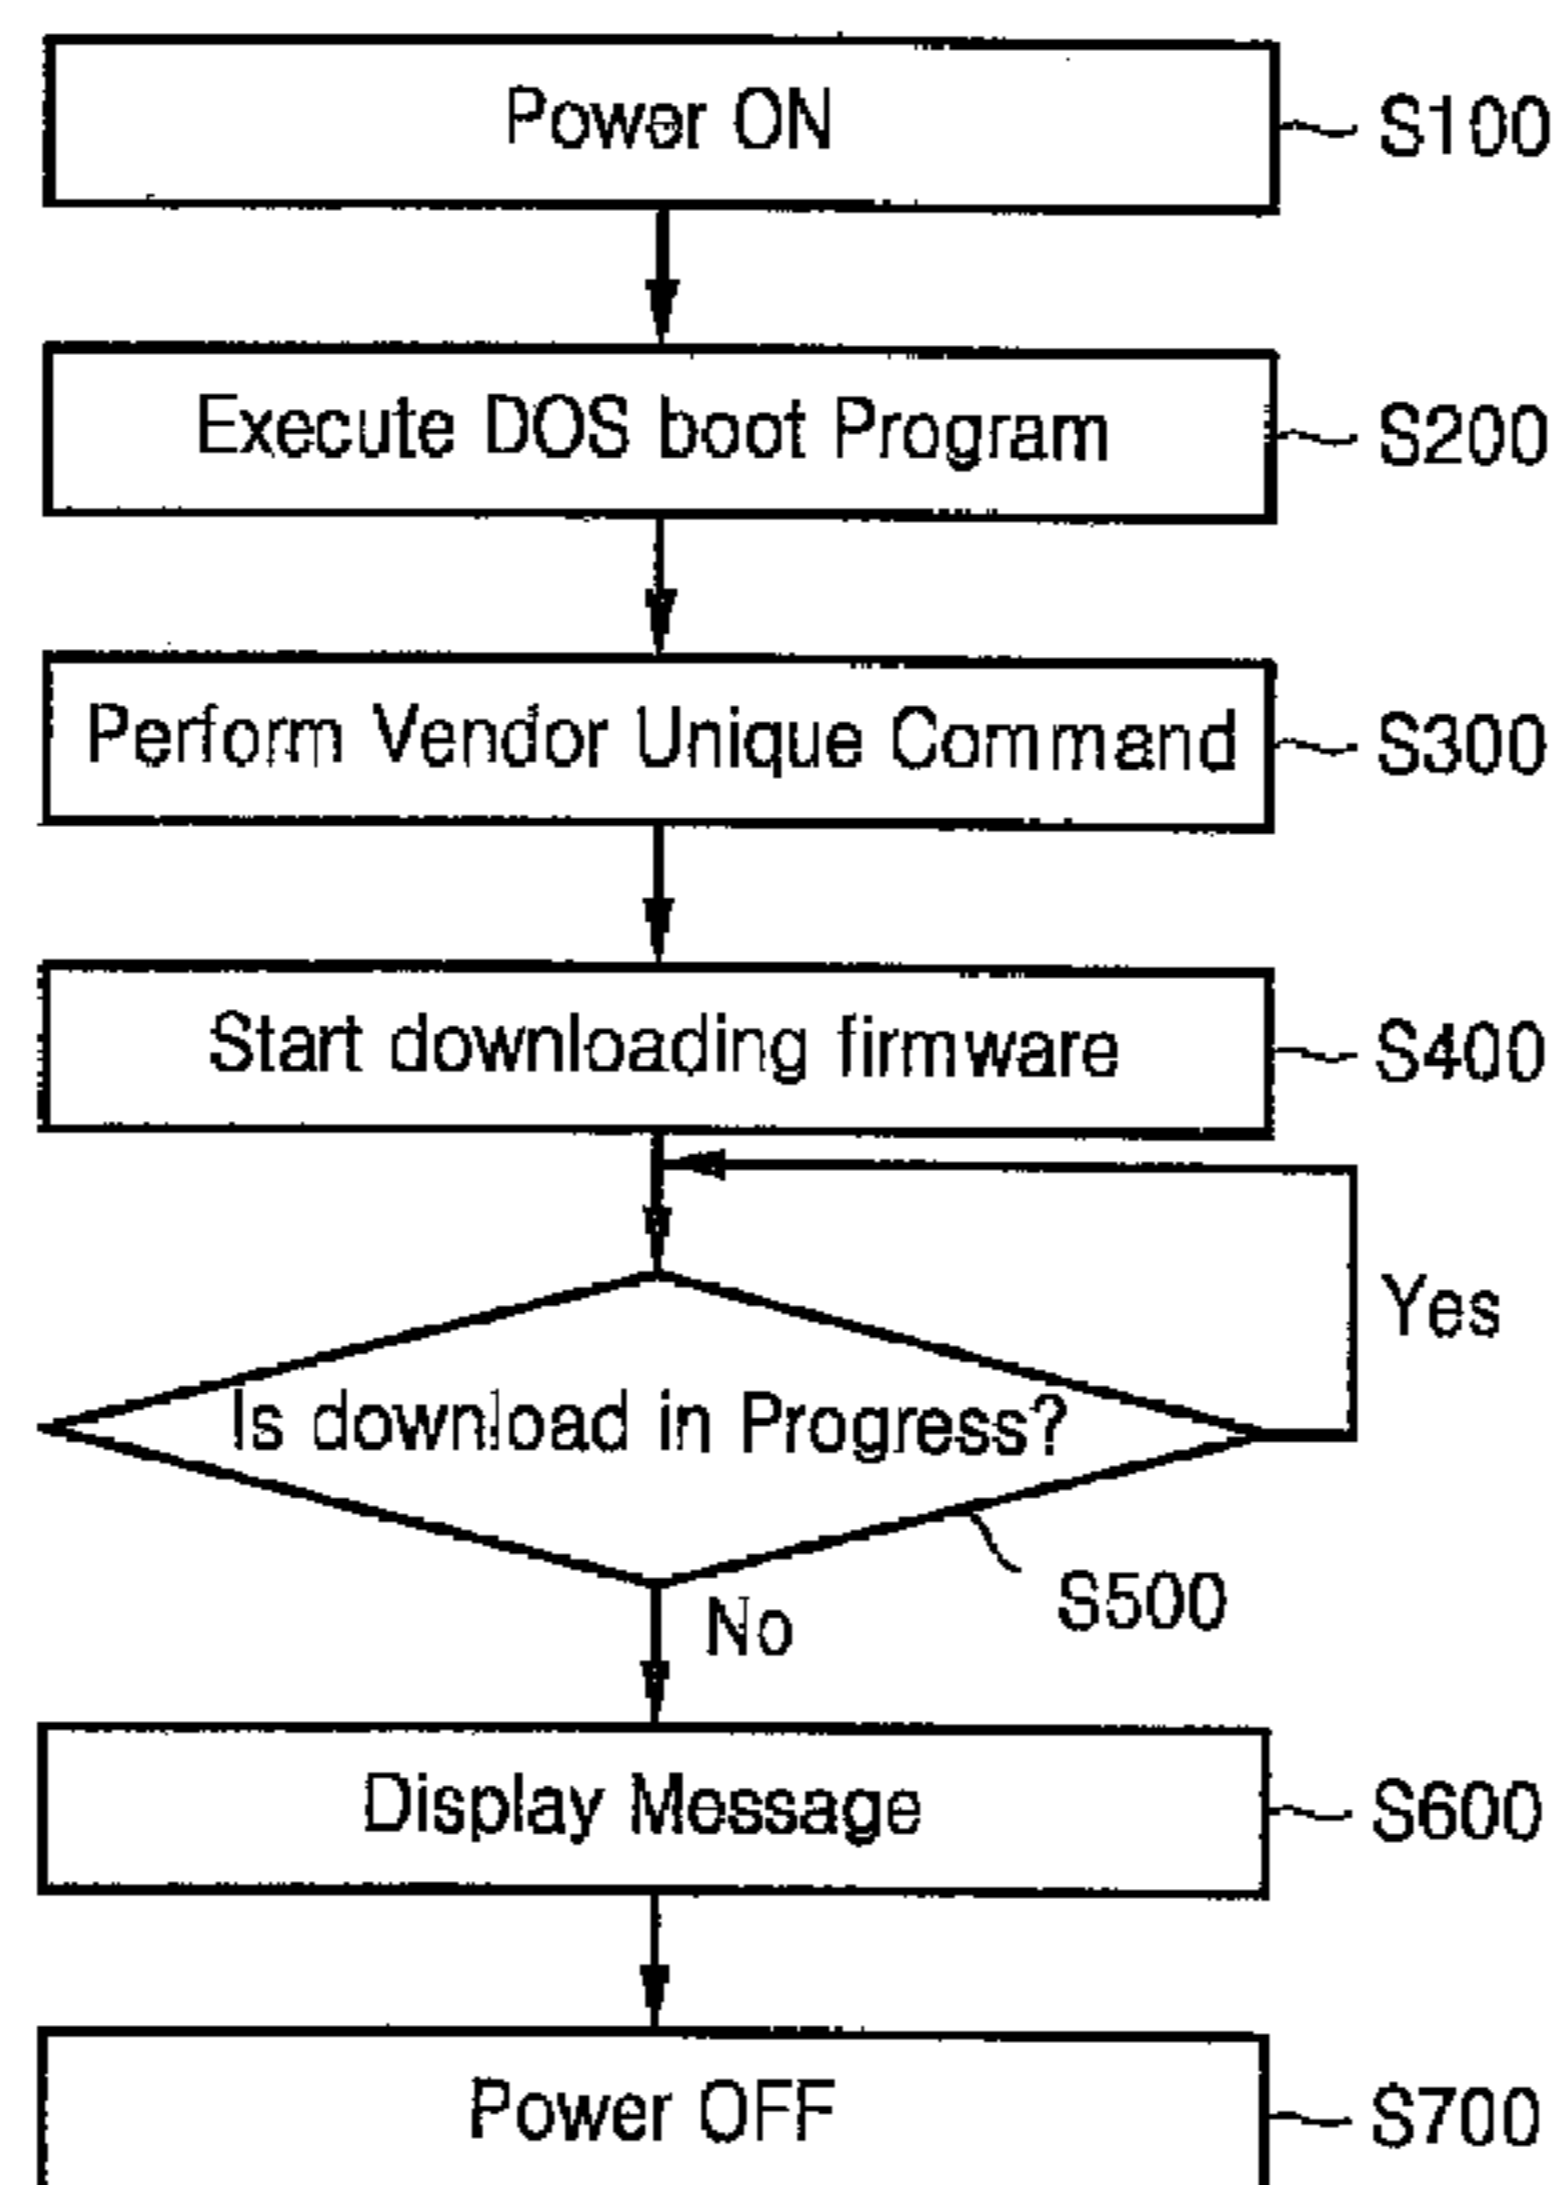 Power ON
S100
Execute DOS boot Program
S200
Perform Vendor Unique Command
S300
Start downloading firmware
S400
Yes
Is download in Progress?
S500
No
Display Message
S600
Power OFF
S700